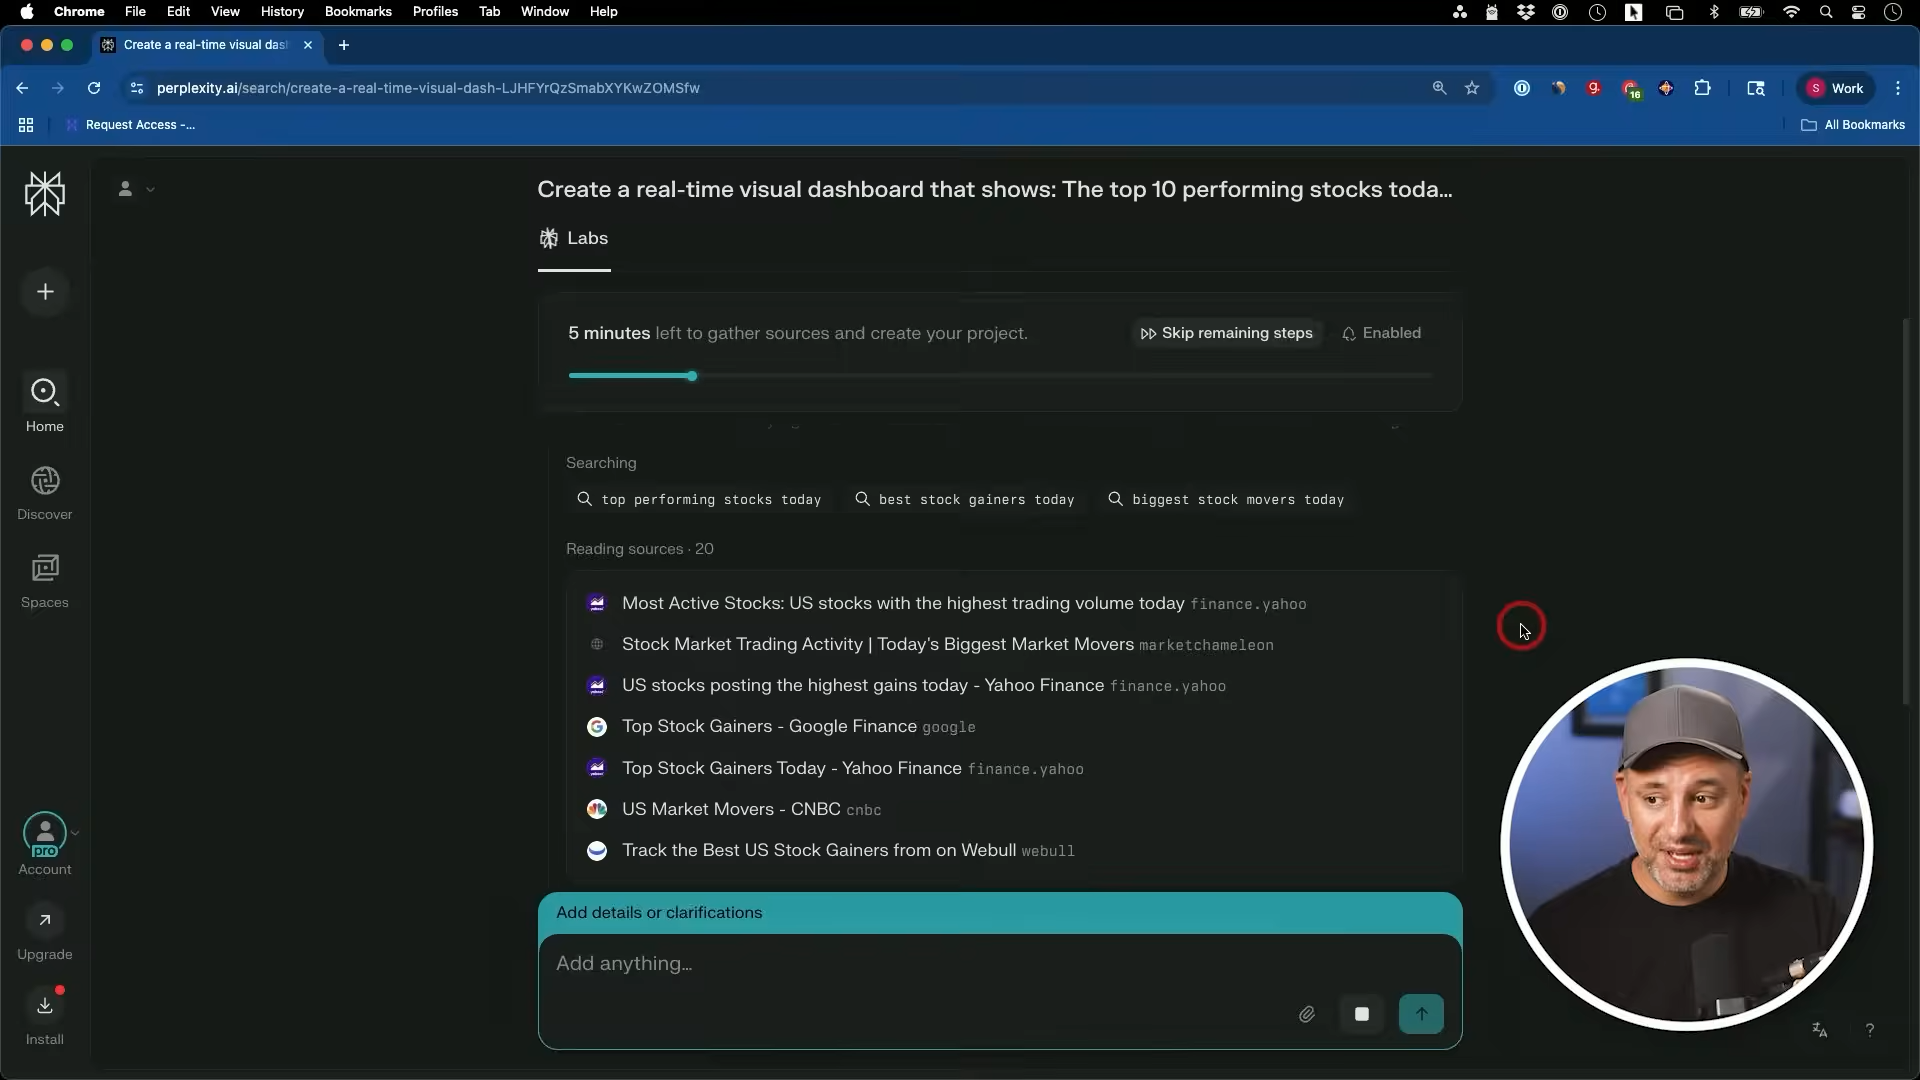 Chrome File Edit View History Bookmarks Profiles Tab Window Help
Create a real-time visual das
perplexity.ai/search/create-a-real-time-visual-dash-LJHFYrQzSmabXYKwZOMSfw
16
S Work
Request Access -...
All Bookmarks
Create a real-time visual dashboard that shows: The top 10 performing stocks toda...
Labs
5 minutes left to gather sources and create your project.
Skip remaining steps
Enabled
Home
Discover
Spaces
Searching
top performing stocks today
best stock gainers today
biggest stock movers today
Reading sources · 20
Most Active Stocks: US stocks with the highest trading volume today finance.yahoo
Stock Market Trading Activity | Today's Biggest Market Movers marketchameleon
US stocks posting the highest gains today - Yahoo Finance finance.yahoo
Top Stock Gainers - Google Finance google
Top Stock Gainers Today - Yahoo Finance finance.yahoo
US Market Movers - CNBC cnbc
Track the Best US Stock Gainers from on Webull webull
pro
Account
Upgrade
Install
Add details or clarifications
Add anything...